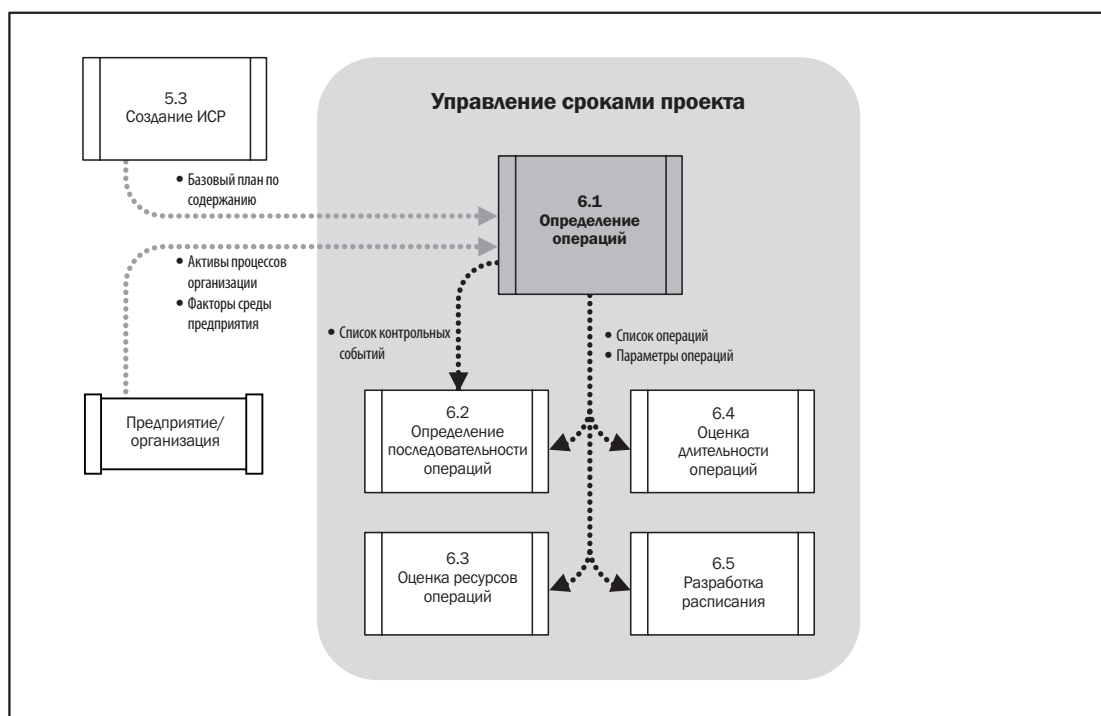 5.3
Создание ИСР
Управление сроками проекта
• Базовый план по
содержанию
6.1
Определение
операций
• Активы процессов
организации
• Факторы среды
предприятия
• Список контрольных
событий
• Список операций
• Параметры операций
Предприятие/
организация
6.2
Определение
последовательности
операций
6.4
Оценка
длительности
операций
6.3
Оценка ресурсов
операций
6.5
Разработка
расписания